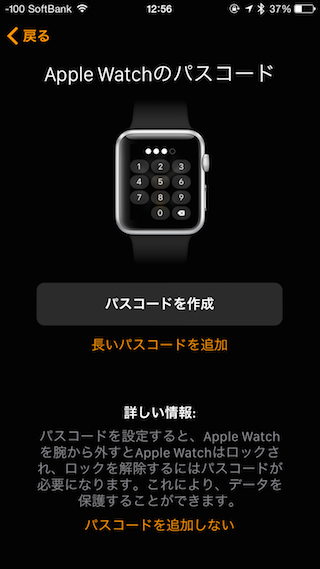 -100 SoftBank 12:56 37%
戻る
Apple Watchのパスコード
1 2 3
4 5 6
7 8 9
0
パスコードを作成
長いパスコードを追加
詳しい情報:
パスコードを設定すると、Apple Watch
を腕から外すとApple Watchはロックさ
れ、ロックを解除するにはパスコードが
必要になります。これにより、データを
保護することができます。
パスコードを追加しない